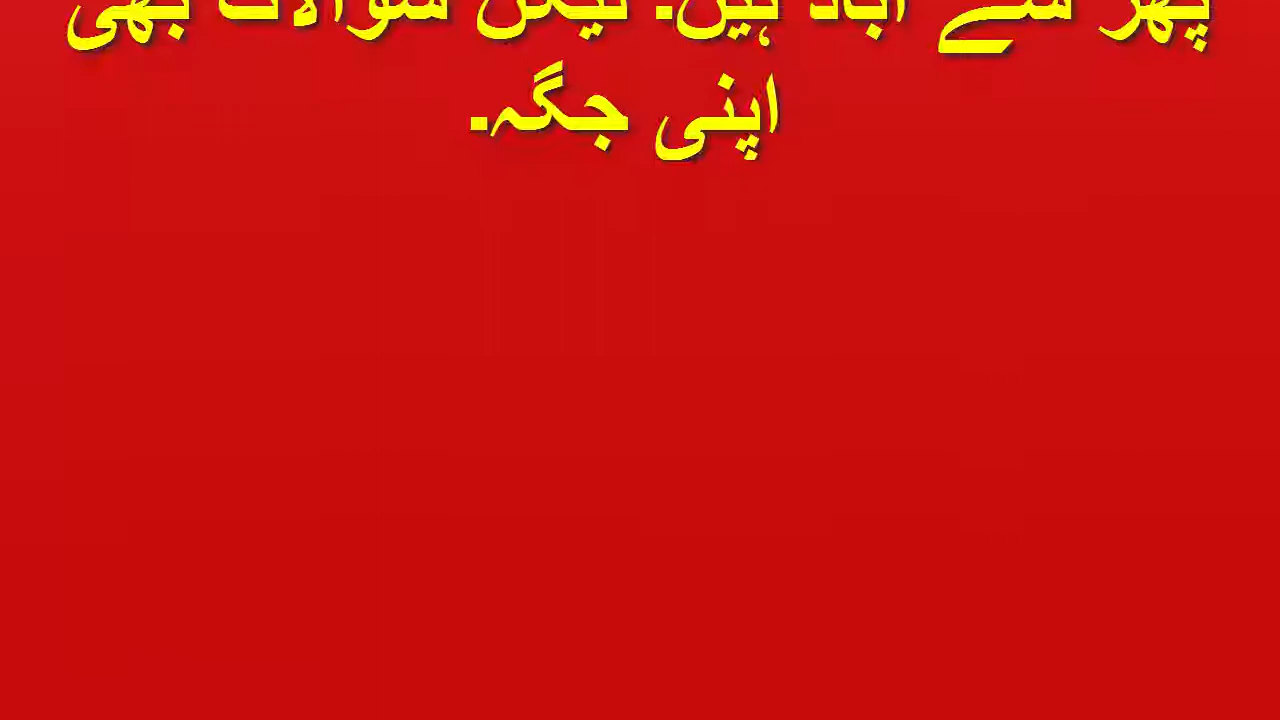 پھر سے آباد ہیں. لیکن سوالات بھی
اپنی جگہ.